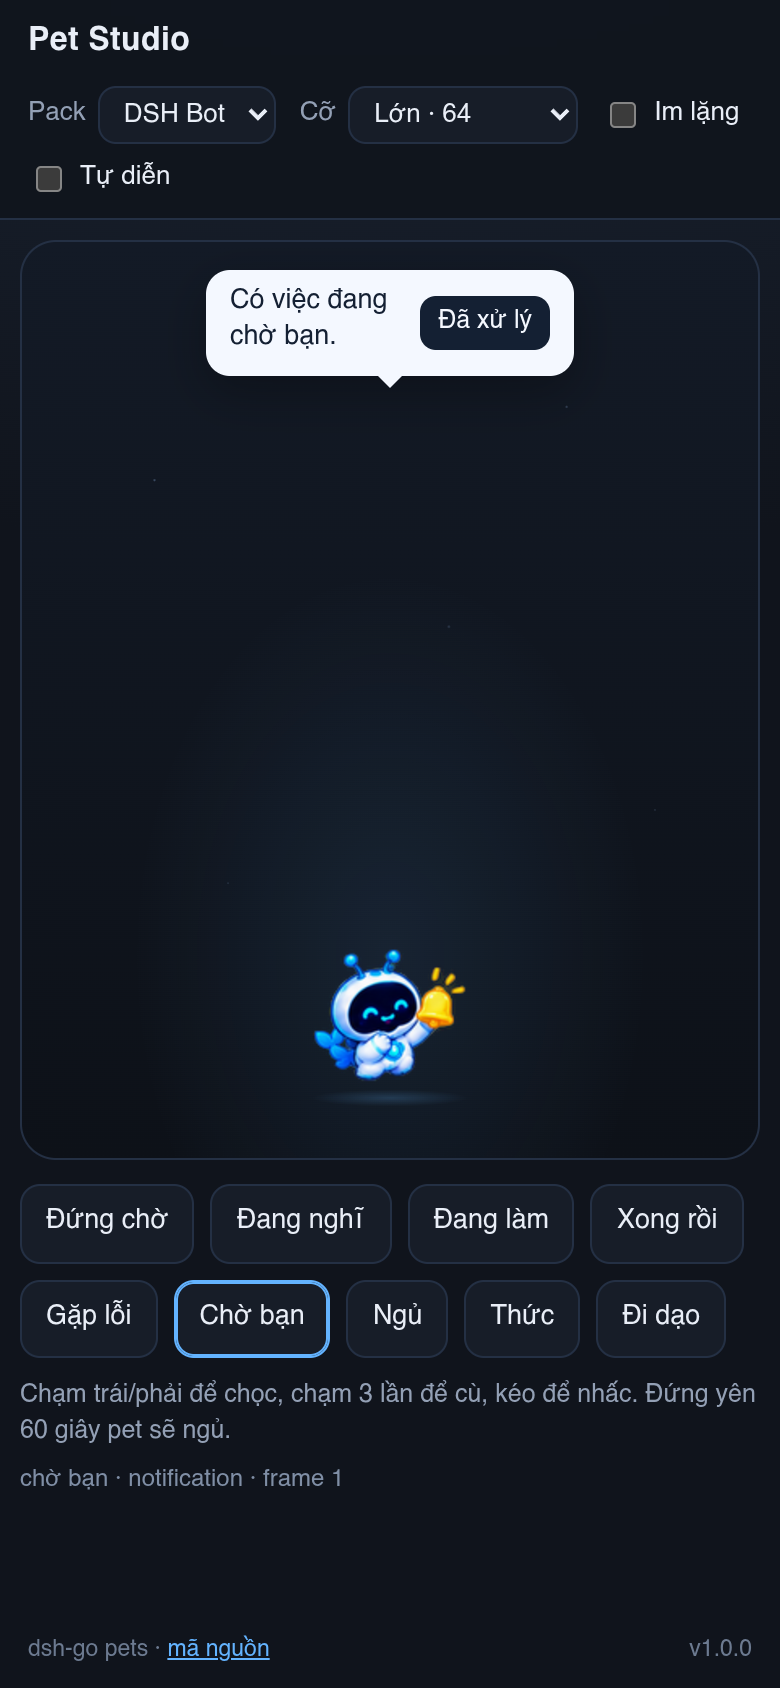 Pet Studio
Pack DSH Bot Cỡ Lớn · 64 Im lặng
Tự diễn
Có việc đang
chờ bạn.
Đã xử lý
Đứng chờ Đang nghĩ Đang làm Xong rồi
Gặp lỗi Chờ bạn Ngủ Thức Đi dạo
Chạm trái/phải để chọc, chạm 3 lần để cù, kéo để nhấc. Đứng yên
60 giây pet sẽ ngủ.
chờ bạn · notification · frame 1
dsh-go pets · mã nguồn v1.0.0